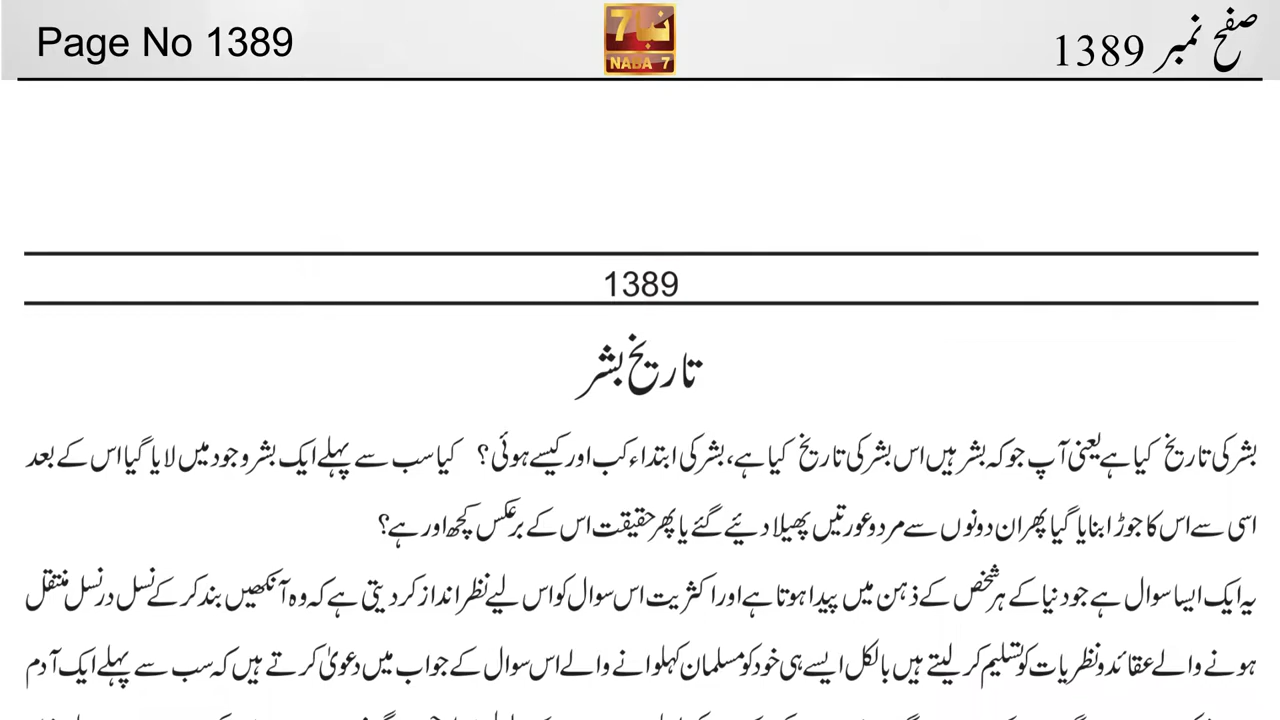 Page No 1389
نبأ 7
NABA 7
صفحہ نمبر 1389
1389
تاریخ بشر
بشر کی تاریخ کیا ہے یعنی آپ جو کہ بشر ہیں اس بشر کی تاریخ کیا ہے، بشر کی ابتداء کب اور کیسے ہوئی؟ کیا سب سے پہلے ایک بشر وجود میں لایا گیا اس کے بعد
اسی سے اس کا جوڑا بنایا گیا پھر ان دونوں سے مرد و عورتیں پھیلا دیئے گئے یا پھر حقیقت اس کے برعکس کچھ اور ہے؟
یہ ایک ایسا سوال ہے جو دنیا کے ہر شخص کے ذہن میں پیدا ہوتا ہے اور اکثریت اس سوال کو اس لیے نظر انداز کر دیتی ہے کہ وہ آنکھیں بند کر کے نسل در نسل منتقل
ہونے والے عقائد و نظریات کو تسلیم کر لیتے ہیں بالکل ایسے ہی خود کو مسلمان کہلوانے والے اس سوال کے جواب میں دعویٰ کرتے ہیں کہ سب سے پہلے ایک آدم